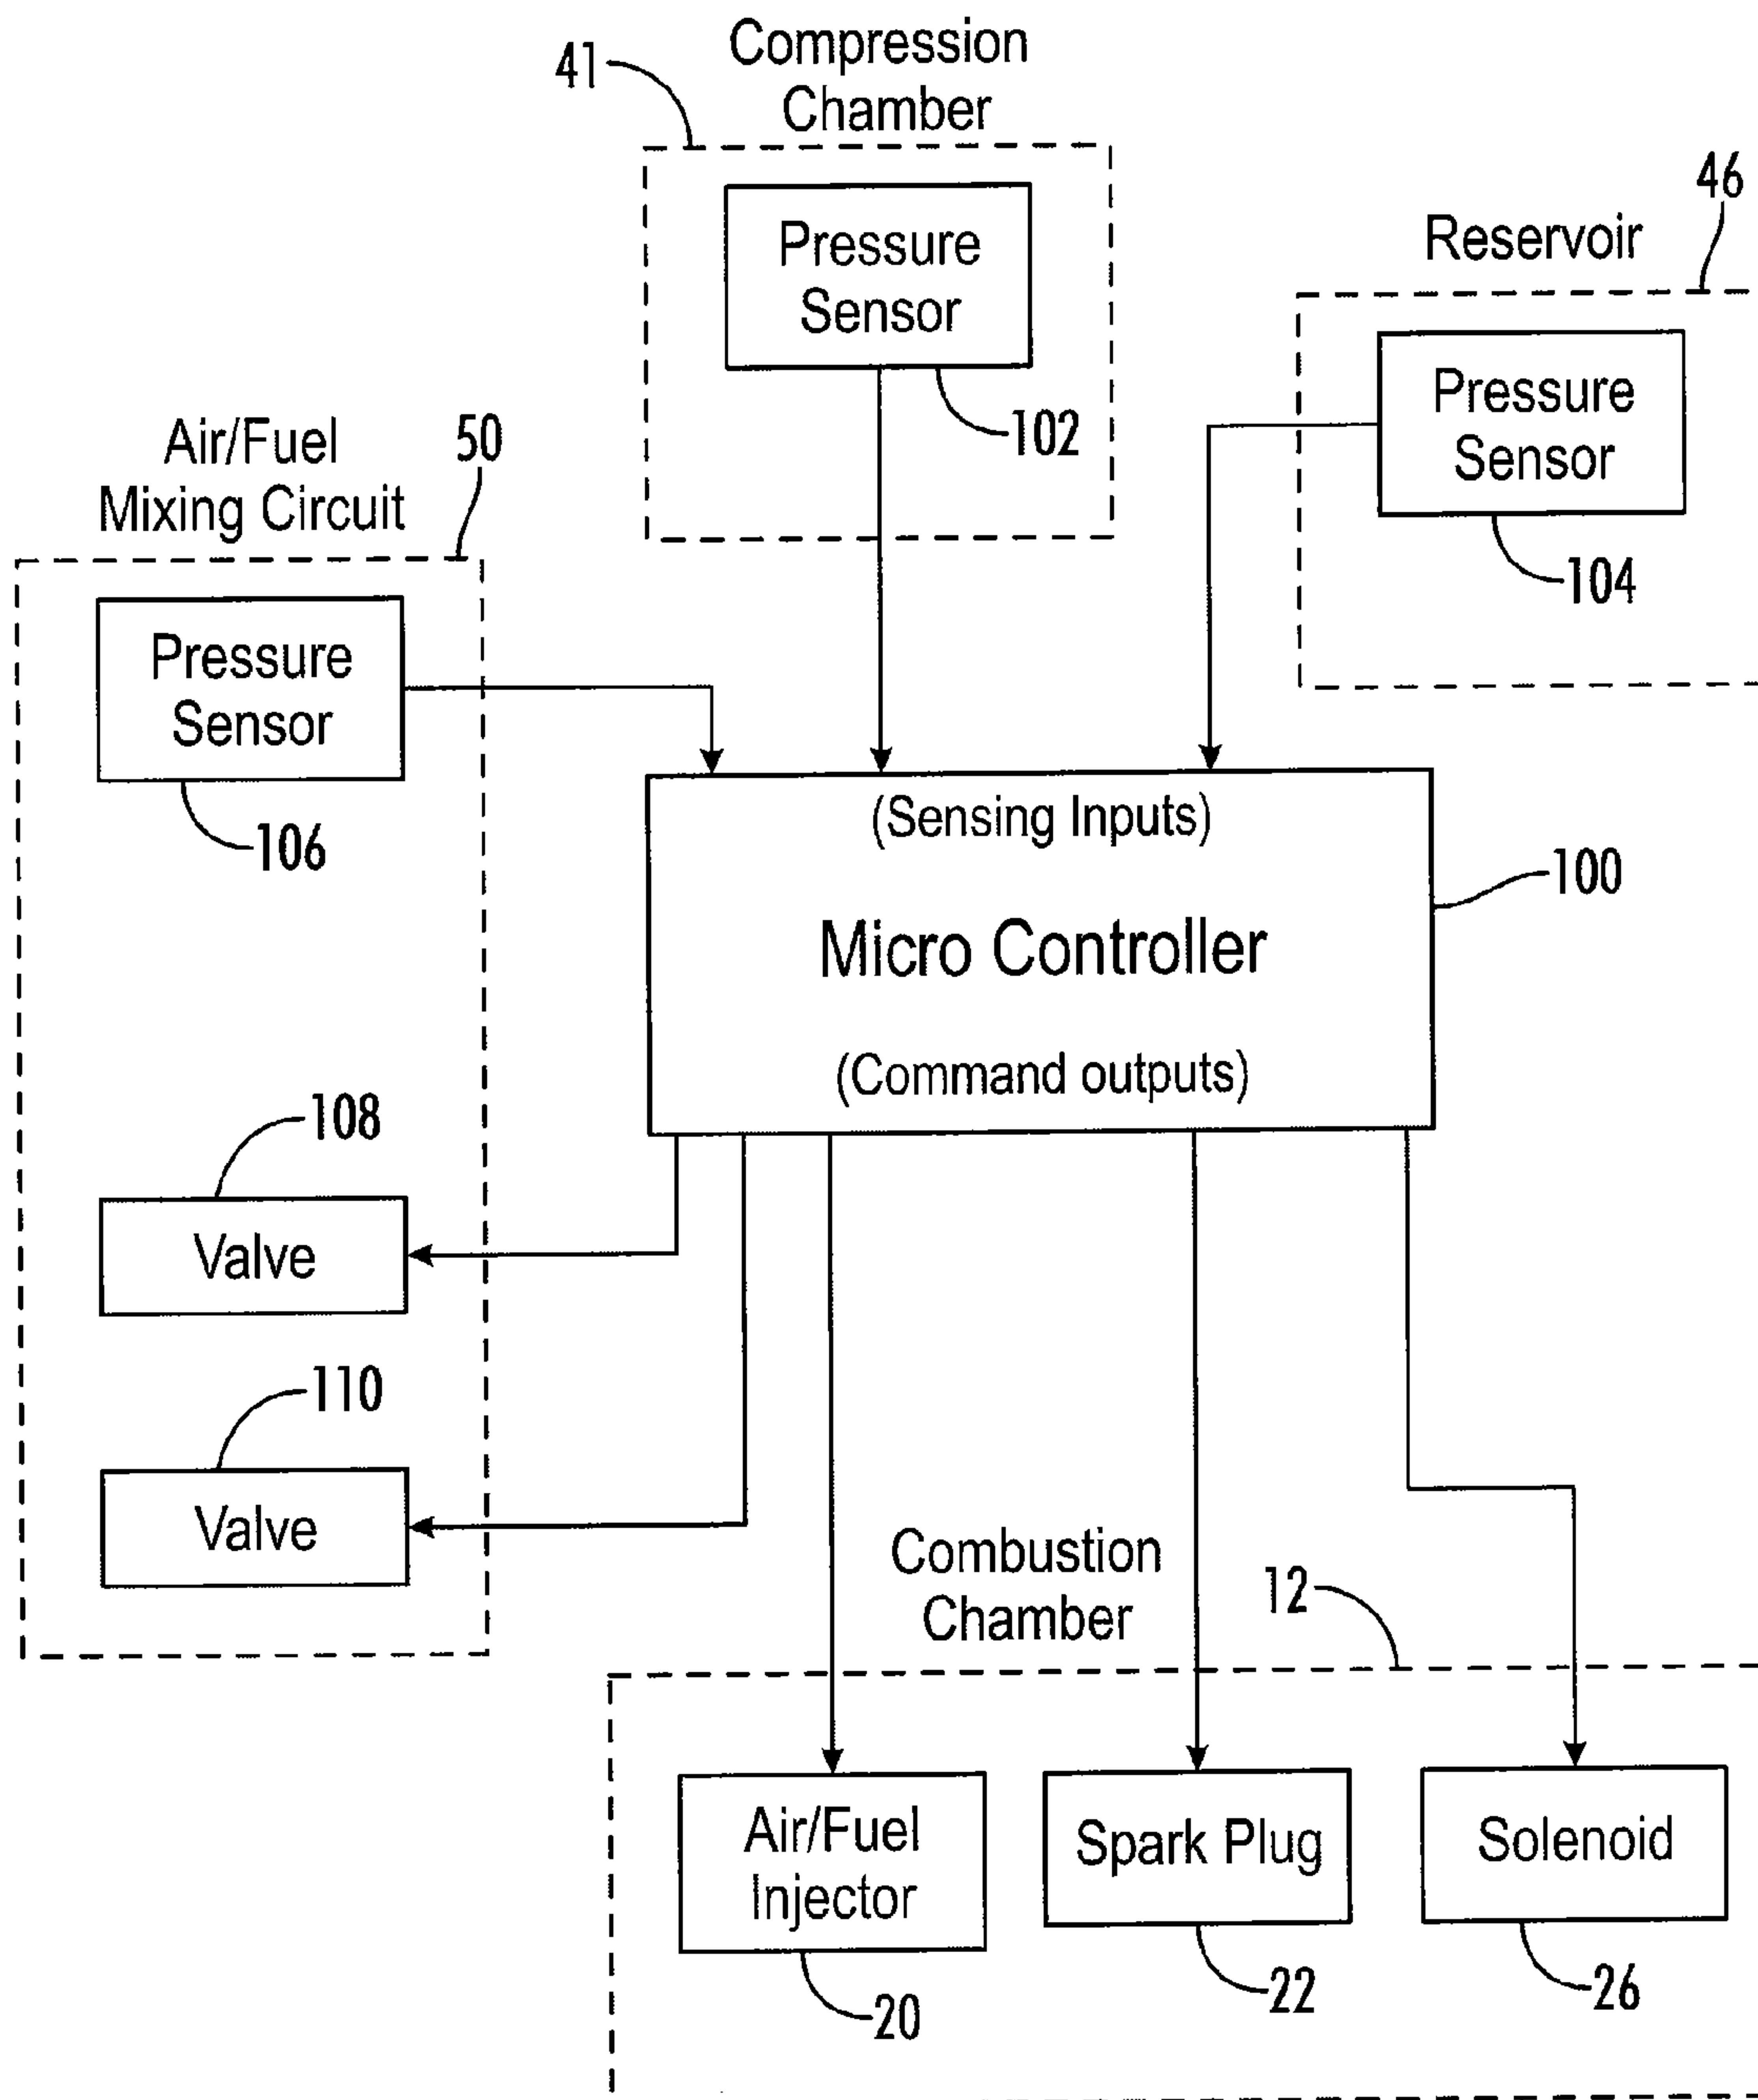 Compression
Chamber
41
Pressure
Sensor
102
46
Reservoir
Pressure
Sensor
104
Air/Fuel
Mixing Circuit
50
Pressure
Sensor
106
(Sensing Inputs)
Micro Controller
(Command outputs)
100
108
Valve
110
Valve
Combustion
Chamber
12
Air/Fuel
Injector
20
Spark Plug
22
Solenoid
26